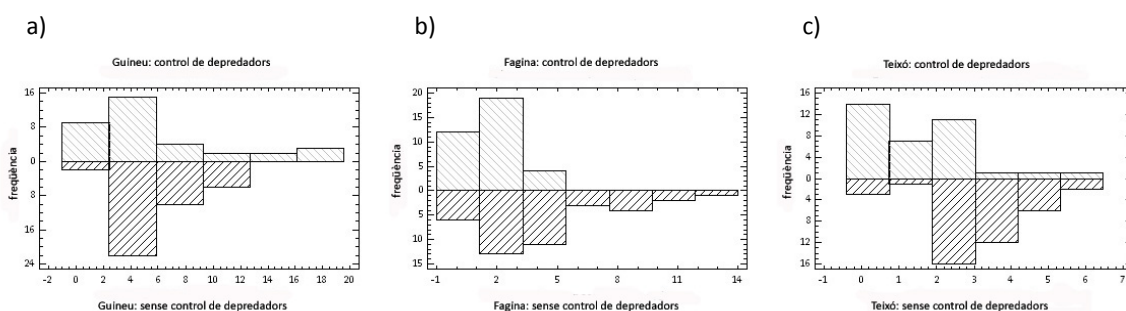 a)
b)
c)
Guineu: control de depredadors
Fagina: control de depredadors
Teixó: control de depredadors
freqüència
16
8
0
8
16
24
-2 0 2 4 6 8 10 12 14 16 18 20
Guineu: sense control de depredadors
freqüència
20
15
10
5
0
5
10
15
-1 2 5 8 11 14
Fagina: sense control de depredadors
freqüència
16
12
8
4
0
4
8
12
16
-1 0 1 2 3 4 5 6 7
Teixó: sense control de depredadors